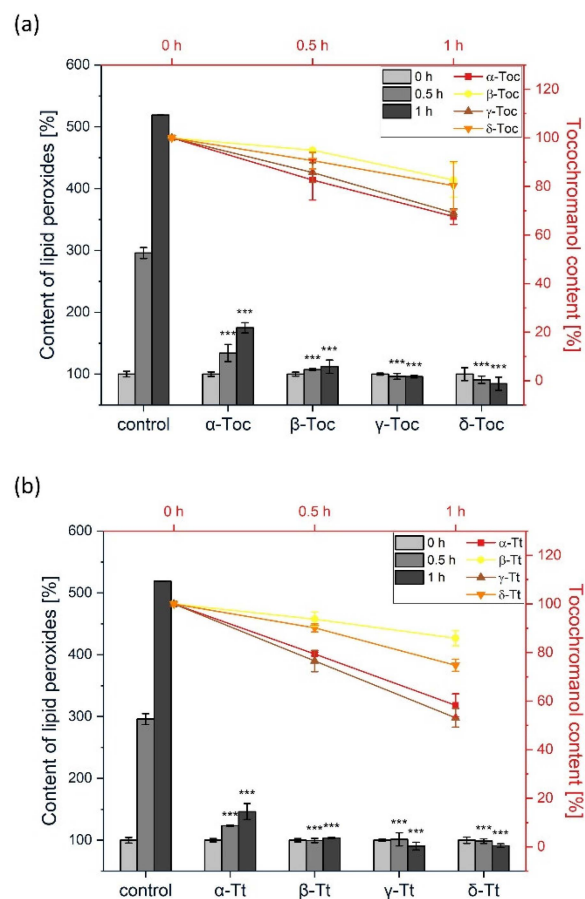 (a)
0 h 0.5 h 1 h
600
500
400
300
200
100
Content of lipid peroxides [%]
0 h
0.5 h
1 h
α-Toc
β-Toc
γ-Toc
δ-Toc
120
100
80
60
40
20
0
Tocochromanol content [%]
*** *** *** *** *** *** *** ***
control α-Toc β-Toc γ-Toc δ-Toc
(b)
0 h 0.5 h 1 h
600
500
400
300
200
100
Content of lipid peroxides [%]
0 h
0.5 h
1 h
α-Tt
β-Tt
γ-Tt
δ-Tt
120
100
80
60
40
20
0
Tocochromanol content [%]
*** *** *** *** *** *** *** ***
control α-Tt β-Tt γ-Tt δ-Tt